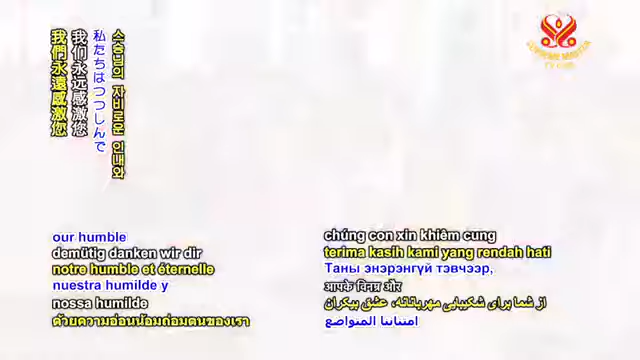 스승님의 자비로운 인내와
私たちはつつしんで
我们永远感激您
我們永遠感激您
SUPREME MASTER
our humble
demütig danken wir dir
notre humble et éternelle
nuestra humilde y
nossa humilde
ด้วยความอ่อนน้อมถ่อมตนของเรา
chúng con xin khiêm cung
terima kasih kami yang rendah hati
Таны энэрэнгүй тэвчээр,
आपके विनम्र और
از شما برای شکیبایی مهربانانه، عشق بیکران
امتناننا المتواضع